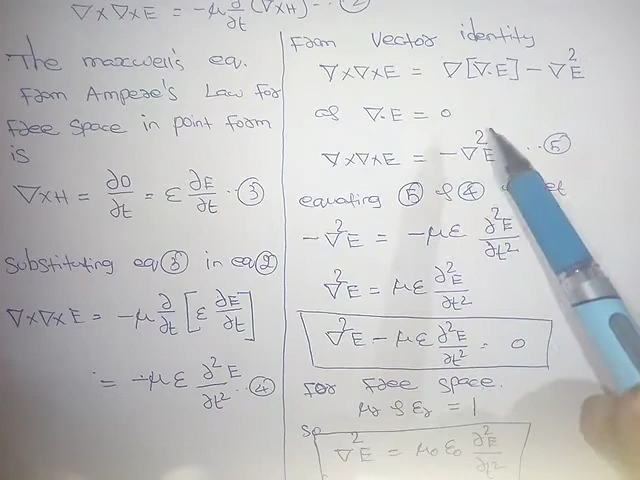 ∇×∇×E = -μ ∂/∂t (∇×H) ·· ②
The maxwell's eq.
from Ampere's Law for
free space in point form
is
∇×H = ∂D/∂t = ε ∂E/∂t ·· ③
substituting eq ③ in eq ②
∇×∇×E = -μ ∂/∂t [ε ∂E/∂t]
= -με ∂²E/∂t² ·· ④
From vector identity
∇×∇×E = ∇[∇.E] - ∇²E
as ∇.E = 0
∇×∇×E = -∇²E ·· ⑤
equating ⑤ & ④
-∇²E = -με ∂²E/∂t²
∇²E = με ∂²E/∂t²
∇²E - με ∂²E/∂t² = 0
for free space.
μr & εr = 1
so
∇²E = μ0 ε0 ∂²E/∂t²